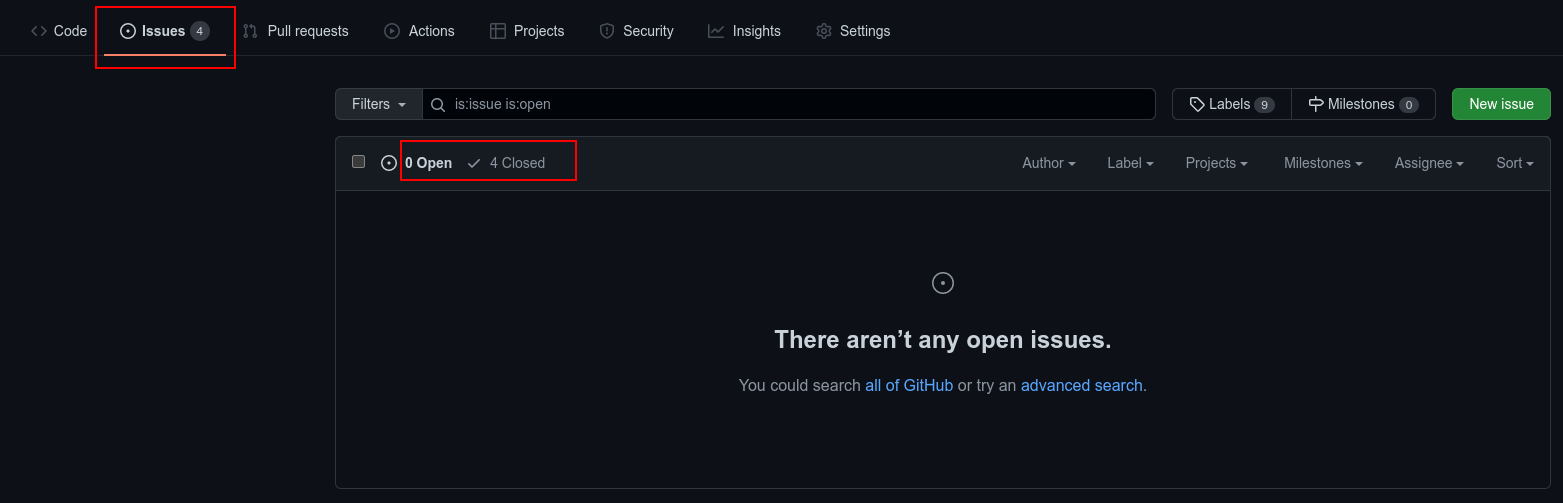 Code Issues 4 Pull requests Actions Projects Security Insights Settings
Filters is:issue is:open Labels 9 Milestones 0 New issue
0 Open 4 Closed Author Label Projects Milestones Assignee Sort
There aren’t any open issues.
You could search all of GitHub or try an advanced search.